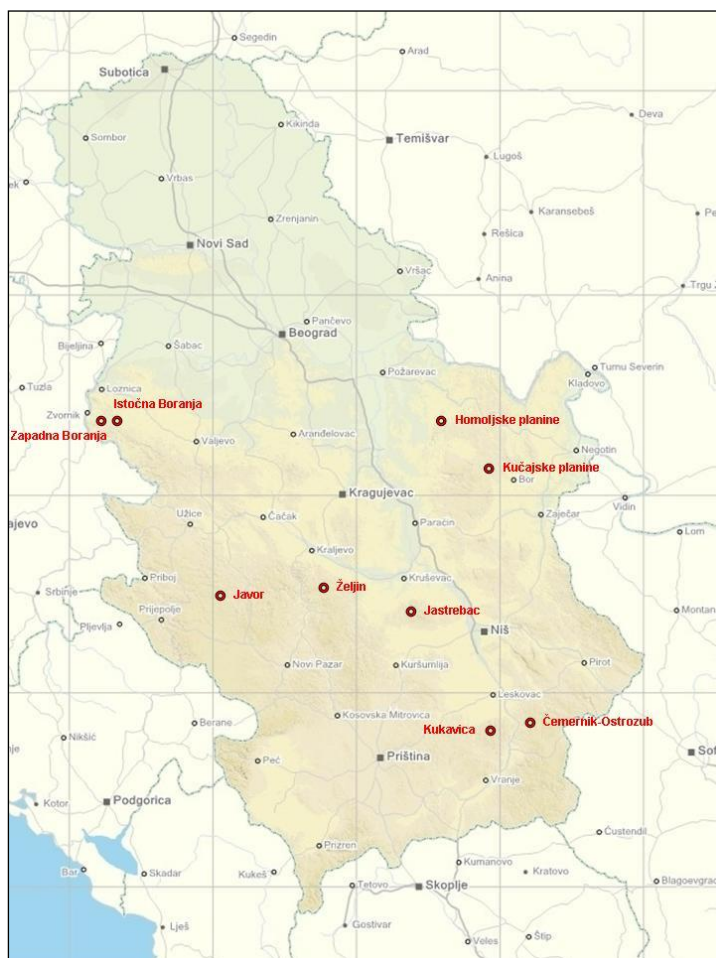 Segedin
Arad
Subotica
Deva
Kikinda
Sombor
Temišvar
Lugoš
Vrbas
Karansebeš
Zrenjanin
Rešica
Novi Sad
Vršac
Anina
Trgu
Pančevo
Beograd
Bijeljina
Šabac
Požarevac
Turnu Severin
Kladovo
Tuzla
Loznica
Istočna Boranja
Zvornik
Zapadna Boranja
Homoljske planine
Valjevo
Aranđelovac
Negotin
Kučajske planine
Bor
Kragujevac
Vidin
Užice
Čačak
Paraćin
Zaječar
Lom
Kraljevo
Priboj
Kruševac
Srbinje
Javor
Željin
Prijepolje
Jastrebac
Montana
Pljevlja
Niš
Novi Pazar
Kuršumlija
Pirot
Leskovac
Berane
Kosovska Mitrovica
Čemernik-Ostrozub
Nikšić
Kukavica
Peć
Priština
Vranje
Kotor
Podgorica
Prizren
Ćustendil
Bar
Skadar
Kukeš
Kumanovo
Kratovo
Tetovo
Skoplje
Blagoevgrad
Lješ
Gostivar
Veles
Štip